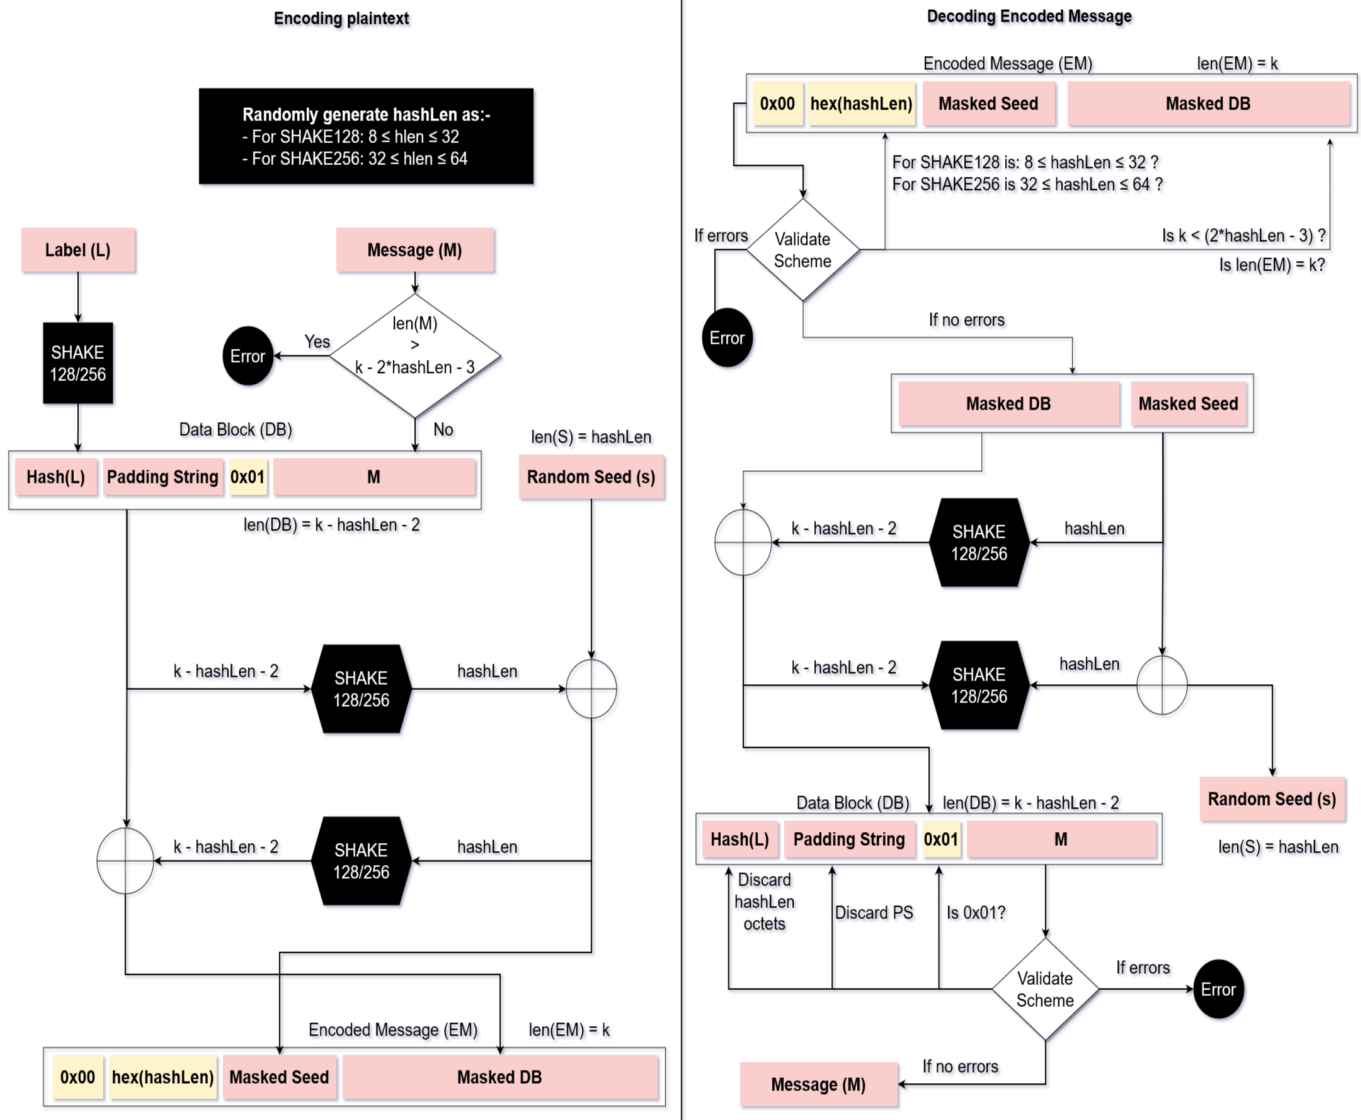 Encoding plaintext
Randomly generate hashLen as:-
- For SHAKE128: 8 ≤ hlen ≤ 32
- For SHAKE256: 32 ≤ hlen ≤ 64
Label (L)
Message (M)
SHAKE
128/256
len(M)
>
k - 2*hashLen - 3
Yes
Error
No
Data Block (DB)
Hash(L)
Padding String
0x01
M
len(DB) = k - hashLen - 2
len(S) = hashLen
Random Seed (s)
k - hashLen - 2
SHAKE
128/256
hashLen
k - hashLen - 2
SHAKE
128/256
hashLen
Encoded Message (EM)
len(EM) = k
0x00
hex(hashLen)
Masked Seed
Masked DB
Decoding Encoded Message
Encoded Message (EM)
len(EM) = k
0x00
hex(hashLen)
Masked Seed
Masked DB
For SHAKE128 is: 8 ≤ hashLen ≤ 32 ?
For SHAKE256 is 32 ≤ hashLen ≤ 64 ?
If errors
Validate
Scheme
Is k < (2*hashLen - 3) ?
Is len(EM) = k?
Error
If no errors
Masked DB
Masked Seed
k - hashLen - 2
SHAKE
128/256
hashLen
k - hashLen - 2
SHAKE
128/256
hashLen
Random Seed (s)
len(S) = hashLen
Data Block (DB)
len(DB) = k - hashLen - 2
Hash(L)
Padding String
0x01
M
Discard
hashLen
octets
Discard PS
Is 0x01?
Validate
Scheme
If errors
Error
If no errors
Message (M)